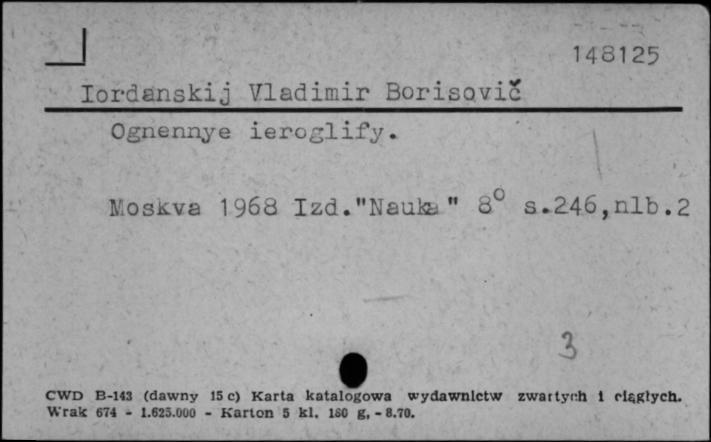 148125
Iordanskij Vladimir Borisovič
Ognennye ieroglify.
Moskva 1968 Izd."Nauka" 8° s.246,nlb.2
3
CWD B-143 (dawny 15 c) Karta katalogowa wydawnictw zwartych i ciągłych.
Wrak 674 - 1.625.000 - Karton 5 kl. 180 g, - 8.70.